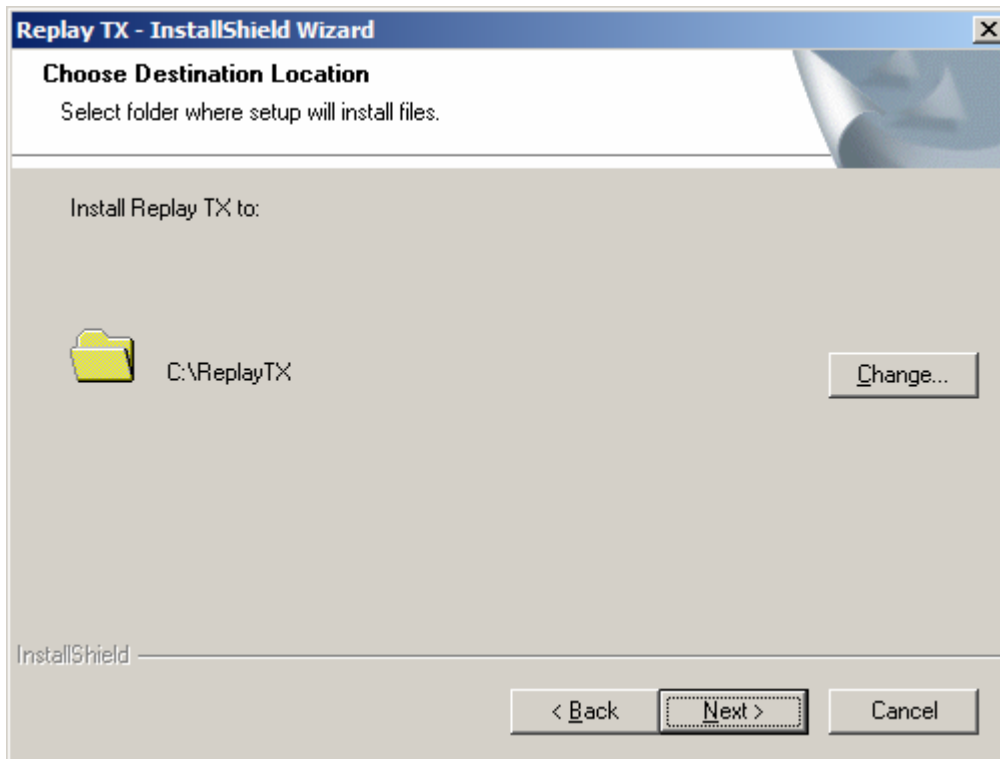 Replay TX - InstallShield Wizard
Choose Destination Location
Select folder where setup will install files.
Install Replay TX to:
C:\ReplayTX
Change...
InstallShield
< Back
Next >
Cancel